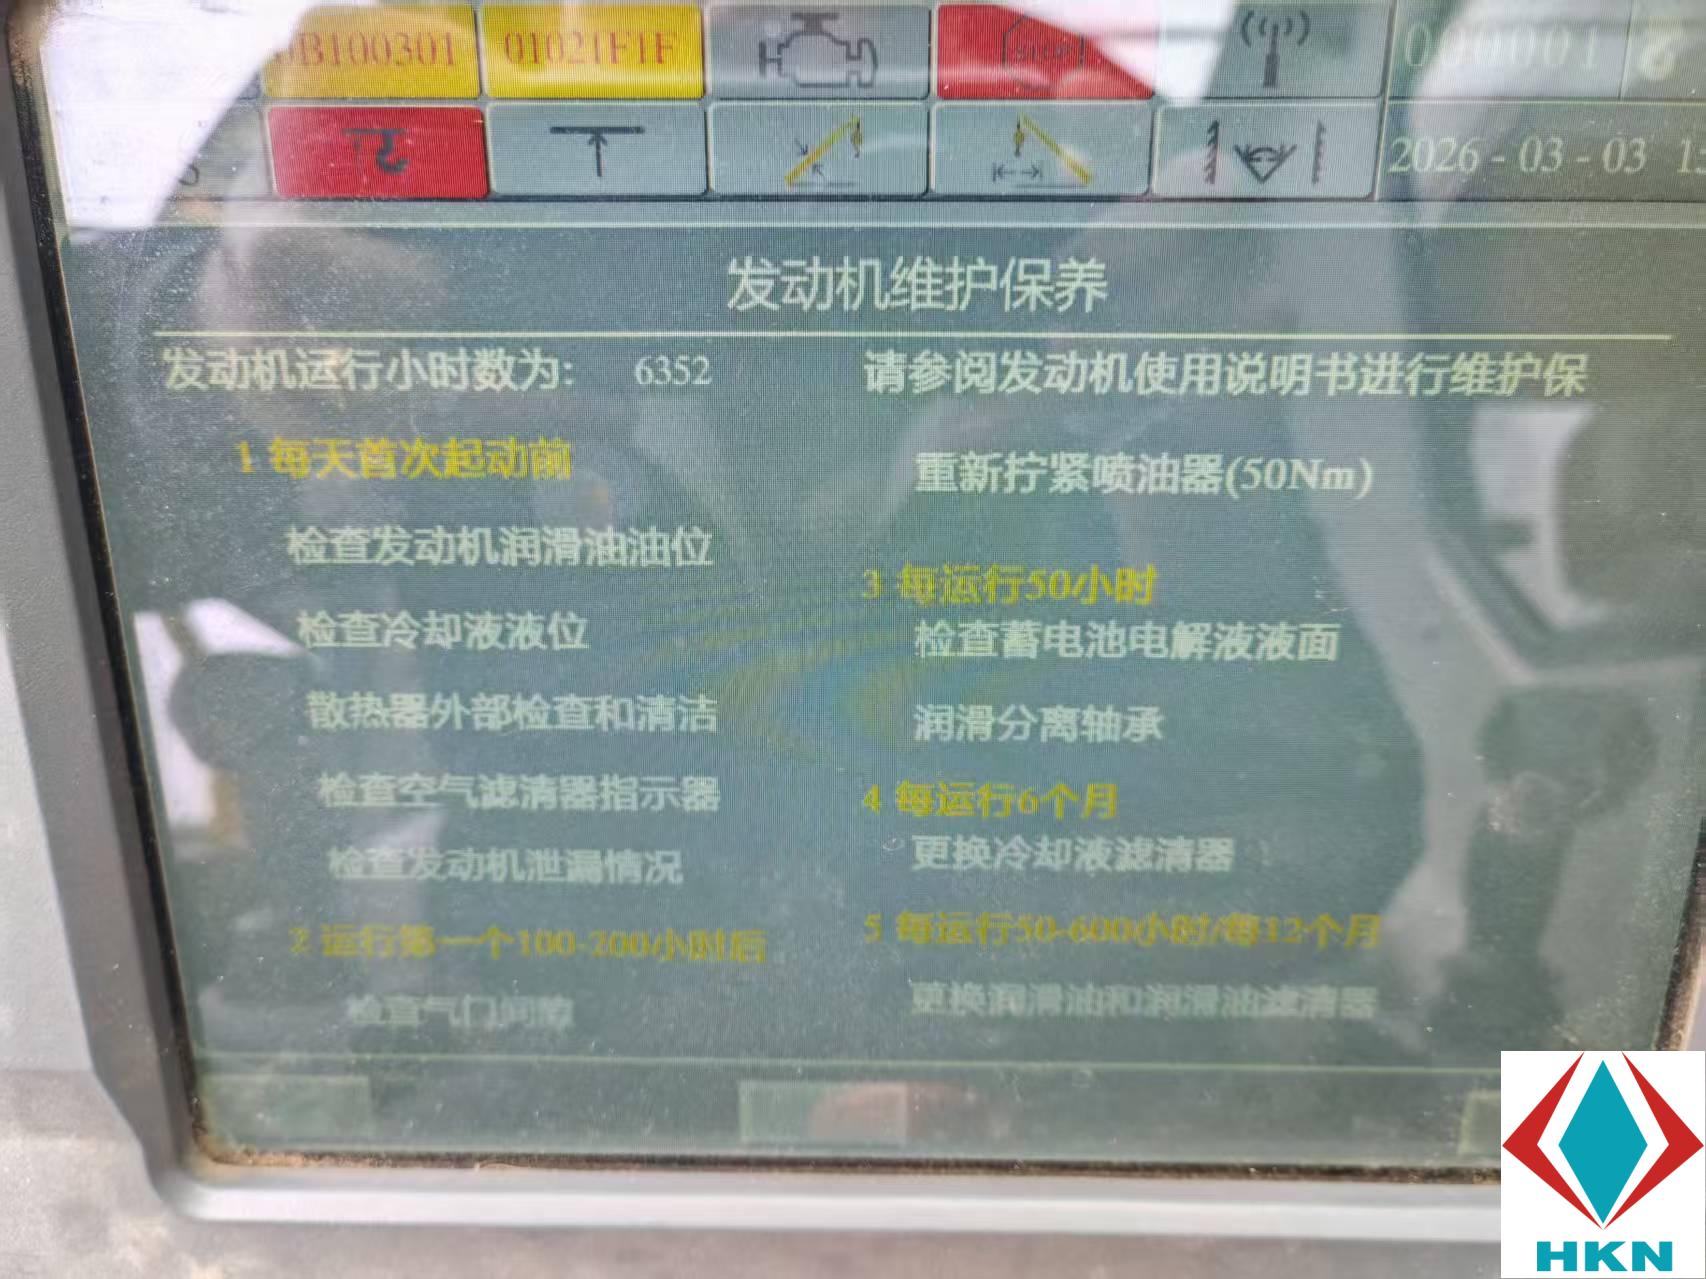 B100301 01021F1F STOP 000001
2026 - 03 - 03
发动机维护保养
发动机运行小时数为: 6352
1 每天首次起动前
检查发动机润滑油油位
检查冷却液液位
散热器外部检查和清洁
检查空气滤清器指示器
检查发动机泄漏情况
2 运行第一个100-200小时后
检查气门间隙
请参阅发动机使用说明书进行维护保
重新拧紧喷油器(50Nm)
3 每运行50小时
检查蓄电池电解液液面
润滑分离轴承
4 每运行6个月
更换冷却液滤清器
5 每运行50-600小时/每12个月
更换润滑油和润滑油滤清器
HKN